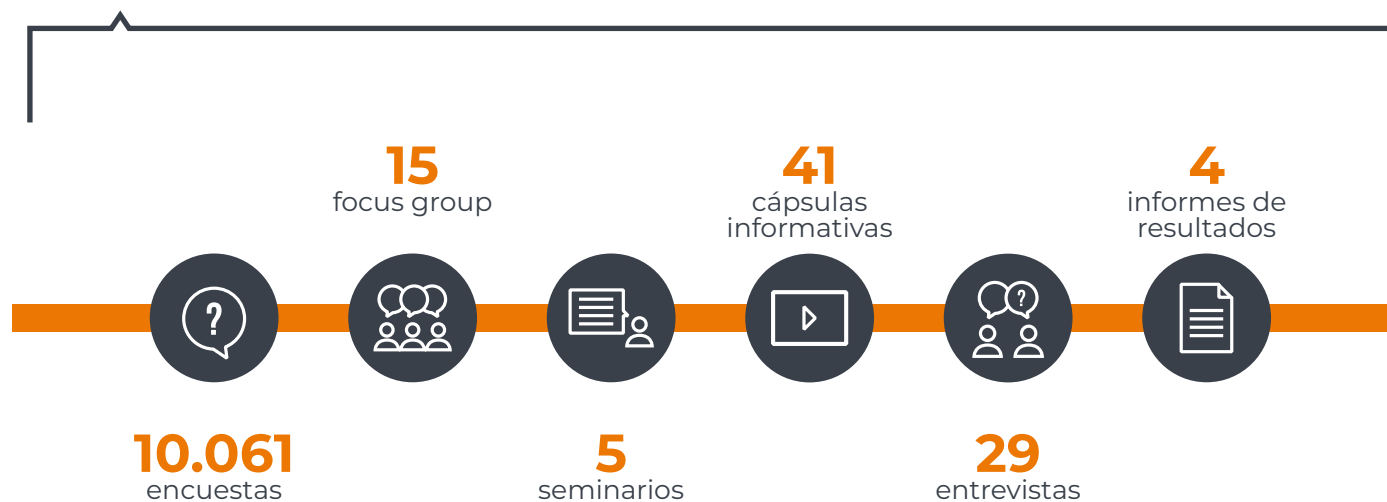 15
focus group
41
cápsulas
informativas
4
informes de
resultados
?
?
10.061
encuestas
5
seminarios
29
entrevistas